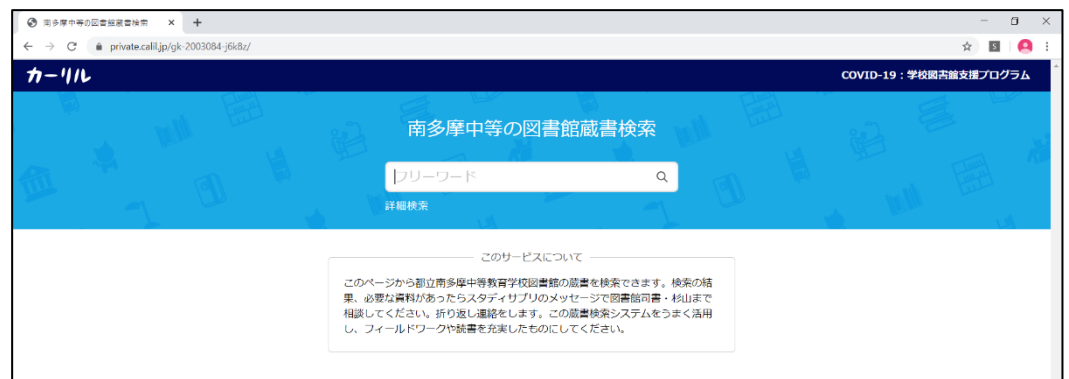 南多摩中等の図書館蔵書検索
private.calil.jp/gk-2003084-j6k8z/
カーリル
COVID-19：学校図書館支援プログラム
南多摩中等の図書館蔵書検索
フリーワード
詳細検索
このサービスについて
このページから都立南多摩中等教育学校図書館の蔵書を検索できます。検索の結
果、必要な資料があったらスタディサプリのメッセージで図書館司書・杉山まで
相談してください。折り返し連絡をします。この蔵書検索システムをうまく活用
し、フィールドワークや読書を充実したものにしてください。